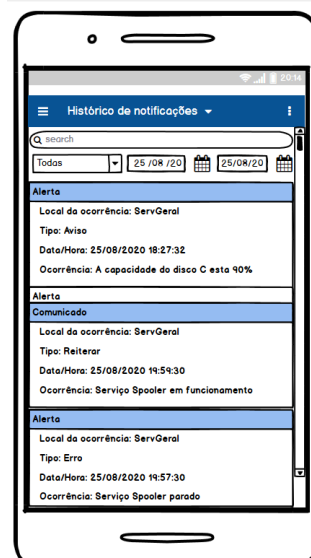 20:14
Histórico de notificações
search
Todas 25 /08 /20 25/08/20
Alerta
Local da ocorrência: ServGeral
Tipo: Aviso
Data/Hora: 25/08/2020 18:27:32
Ocorrência: A capacidade do disco C esta 90%
Alerta
Comunicado
Local da ocorrência: ServGeral
Tipo: Reiterar
Data/Hora: 25/08/2020 19:59:30
Ocorrência: Serviço Spooler em funcionamento
Alerta
Local da ocorrência: ServGeral
Tipo: Erro
Data/Hora: 25/08/2020 19:57:30
Ocorrência: Serviço Spooler parado